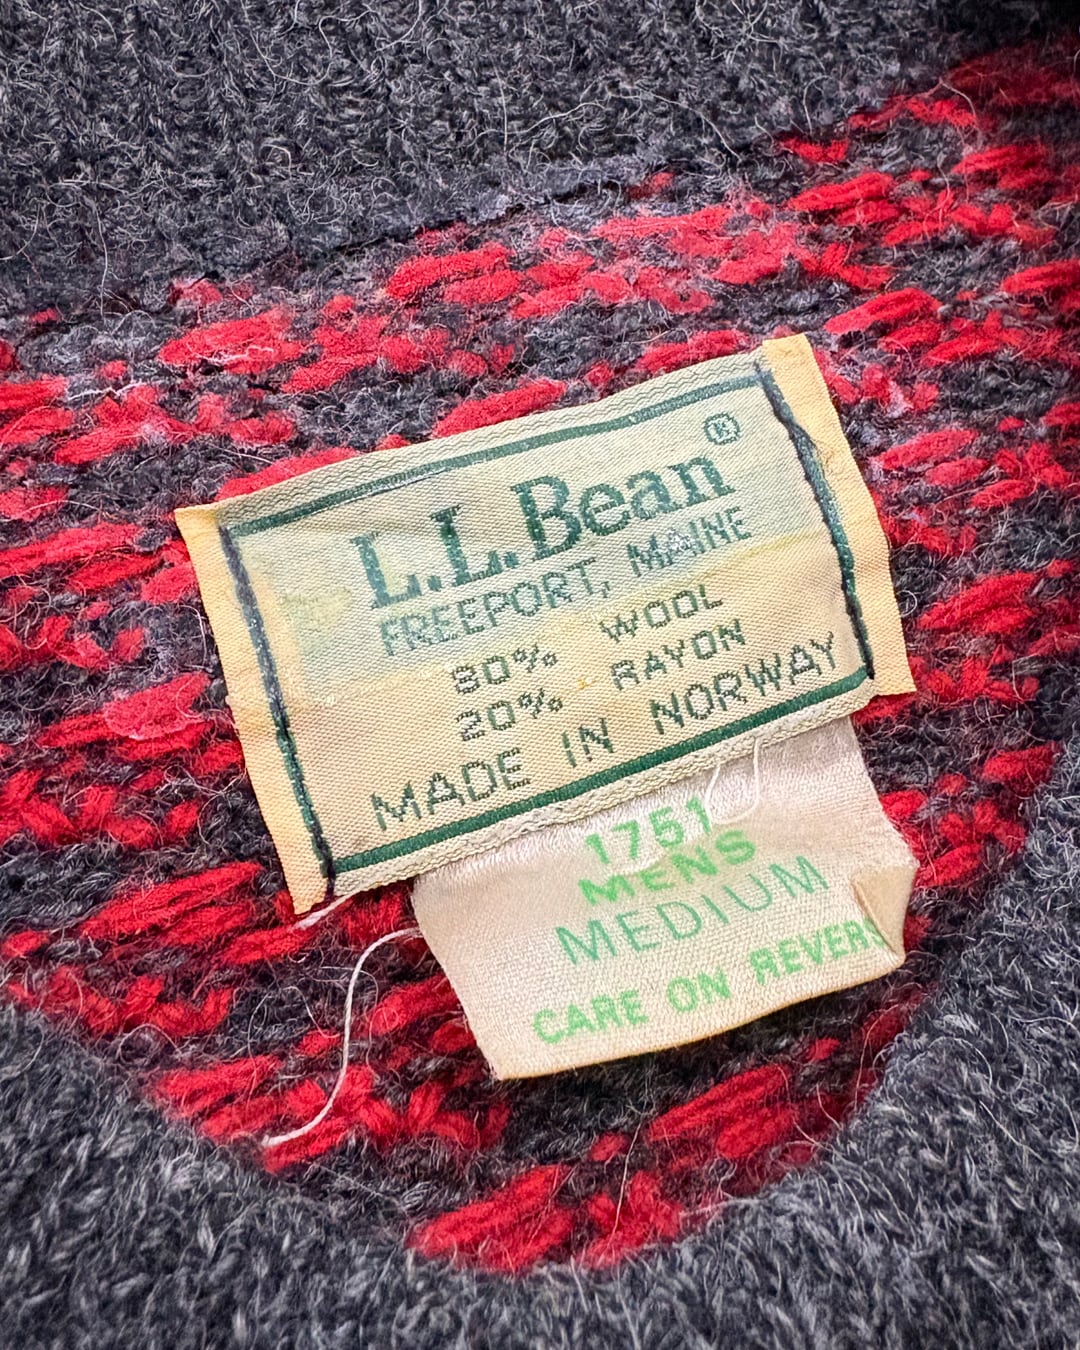 L.L.Bean®
FREEPORT, MAINE
80% WOOL
20% RAYON
MADE IN NORWAY
1751
MENS
MEDIUM
CARE ON REVERS